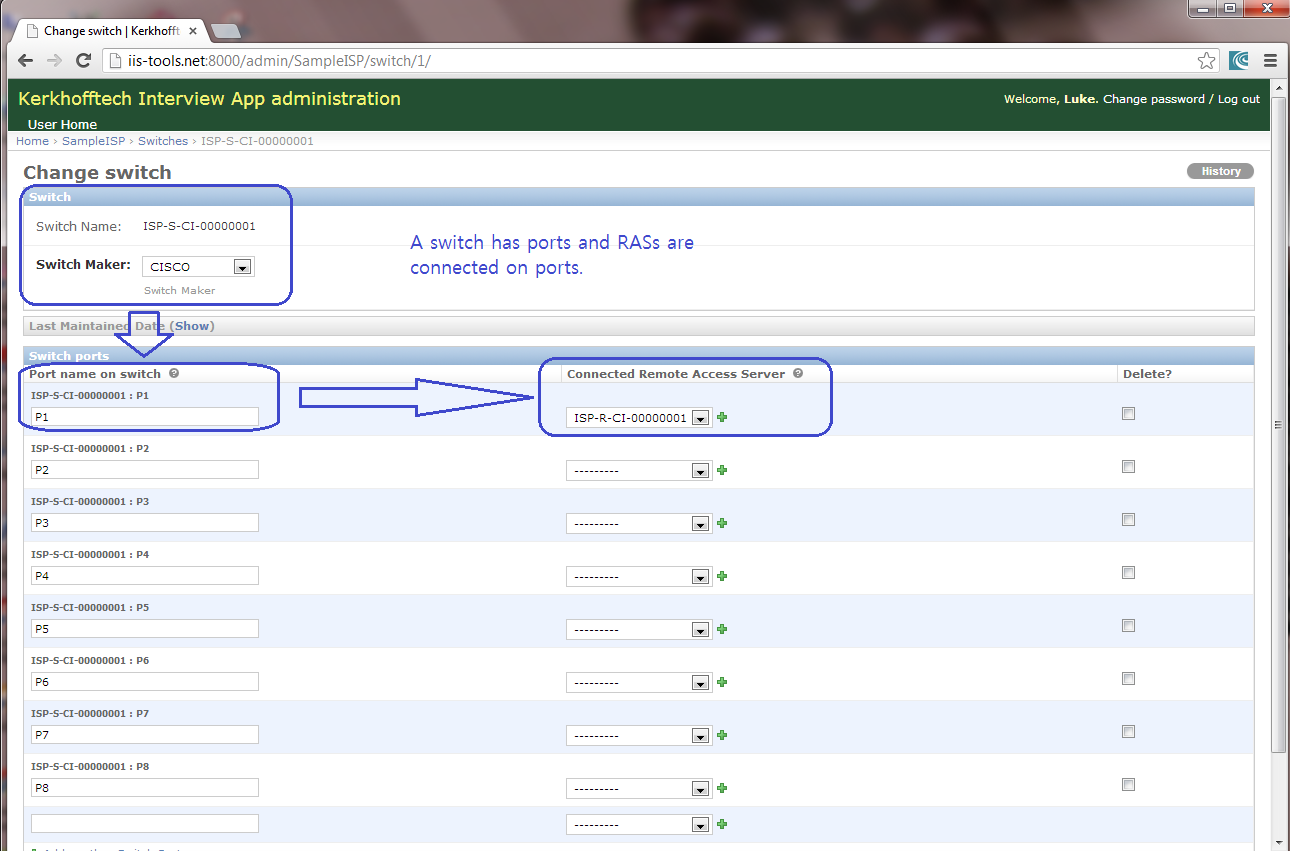 Change switch | Kerkhofft
iis-tools.net:8000/admin/SampleISP/switch/1/
Kerkhofftech Interview App administration
Welcome, Luke. Change password / Log out
User Home
Home › SampleISP › Switches › ISP-S-CI-00000001
Change switch
History
Switch
Switch Name: ISP-S-CI-00000001
Switch Maker: CISCO
Switch Maker
A switch has ports and RASs are
connected on ports.
Last Maintained Date (Show)
Switch ports
Port name on switch Connected Remote Access Server Delete?
ISP-S-CI-00000001 : P1
P1 ISP-R-CI-00000001
ISP-S-CI-00000001 : P2
P2 ---------
ISP-S-CI-00000001 : P3
P3 ---------
ISP-S-CI-00000001 : P4
P4 ---------
ISP-S-CI-00000001 : P5
P5 ---------
ISP-S-CI-00000001 : P6
P6 ---------
ISP-S-CI-00000001 : P7
P7 ---------
ISP-S-CI-00000001 : P8
P8 ---------
---------